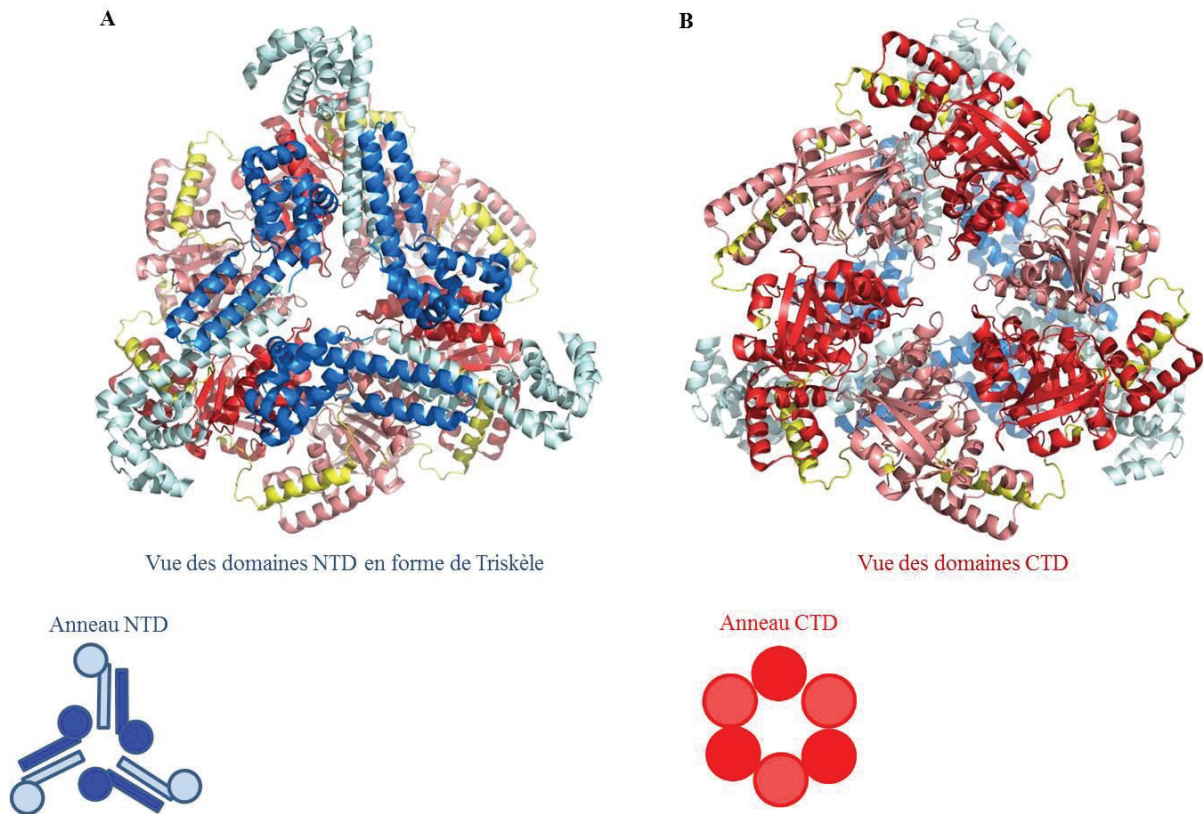 A
B
Vue des domaines NTD en forme de Triskèle
Vue des domaines CTD
Anneau NTD
Anneau CTD